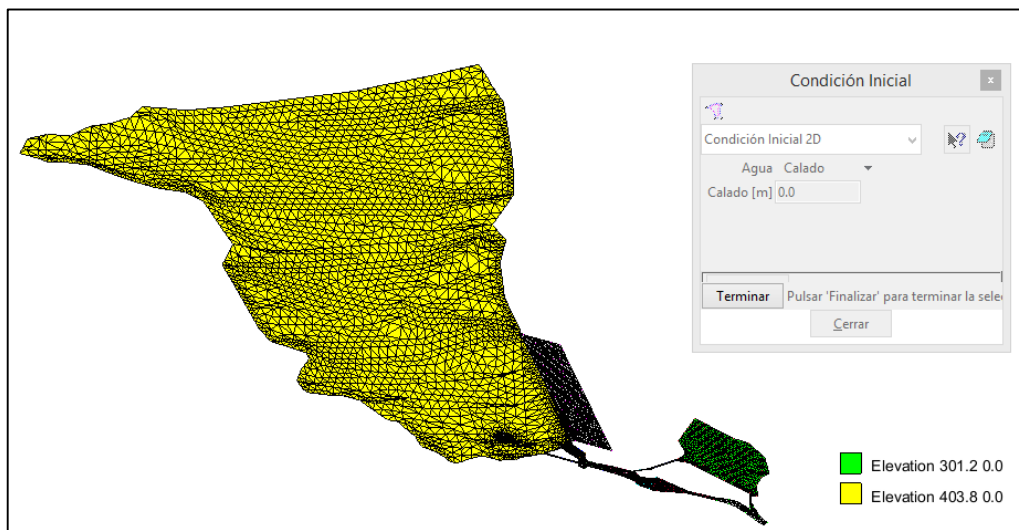 Condición Inicial
x
Condición Inicial 2D
?
Agua Calado
Calado [m] 0.0
Terminar Pulsar 'Finalizar' para terminar la selec
Cerrar
Elevation 301.2 0.0
Elevation 403.8 0.0